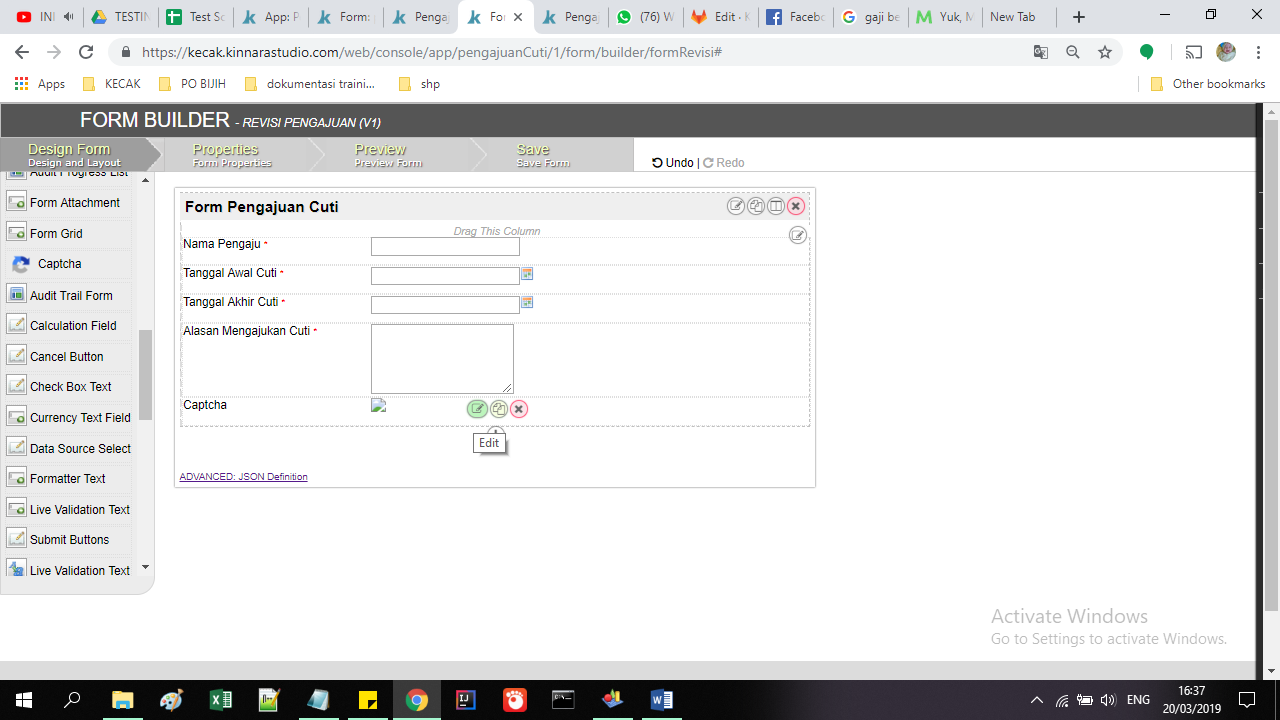 INI
TESTIN
Test Sc
App: P
Form:
Pengaj
For
Pengaj
(76) W
Edit - K
Facebo
gaji be
Yuk, M
New Tab
https://kecak.kinnarastudio.com/web/console/app/pengajuanCuti/1/form/builder/formRevisi#
Apps
KECAK
PO BIJIH
dokumentasi traini...
shp
Other bookmarks
FORM BUILDER - REVISI PENGAJUAN (V1)
Design Form
Design and Layout
Properties
Form Properties
Preview
Preview Form
Save
Save Form
Undo | Redo
Audit Progress List
Form Attachment
Form Grid
Captcha
Audit Trail Form
Calculation Field
Cancel Button
Check Box Text
Currency Text Field
Data Source Select
Formatter Text
Live Validation Text
Submit Buttons
Live Validation Text
Form Pengajuan Cuti
Drag This Column
Nama Pengaju *
Tanggal Awal Cuti *
Tanggal Akhir Cuti *
Alasan Mengajukan Cuti *
Captcha
Edit
ADVANCED: JSON Definition
Activate Windows
Go to Settings to activate Windows.
ENG
16:37
20/03/2019